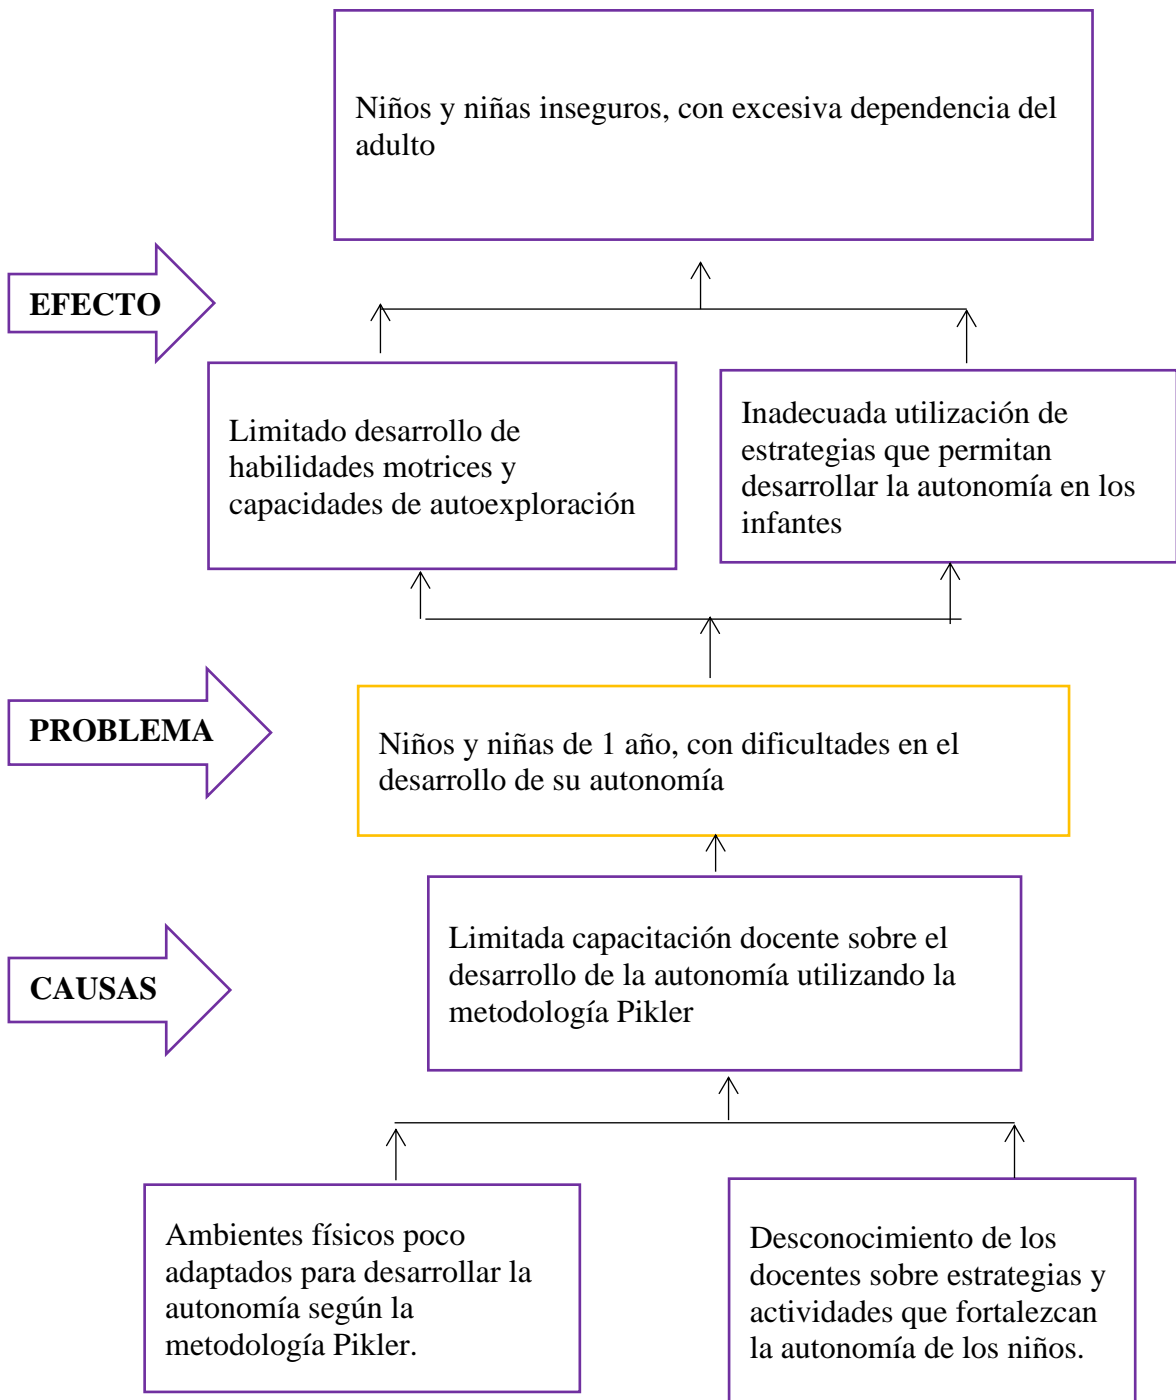 Niños y niñas inseguros, con excesiva dependencia del
adulto
EFECTO
Limitado desarrollo de
habilidades motrices y
capacidades de autoexploración
Inadecuada utilización de
estrategias que permitan
desarrollar la autonomía en los
infantes
PROBLEMA
Niños y niñas de 1 año, con dificultades en el
desarrollo de su autonomía
CAUSAS
Limitada capacitación docente sobre el
desarrollo de la autonomía utilizando la
metodología Pikler
Ambientes físicos poco
adaptados para desarrollar la
autonomía según la
metodología Pikler.
Desconocimiento de los
docentes sobre estrategias y
actividades que fortalezcan
la autonomía de los niños.